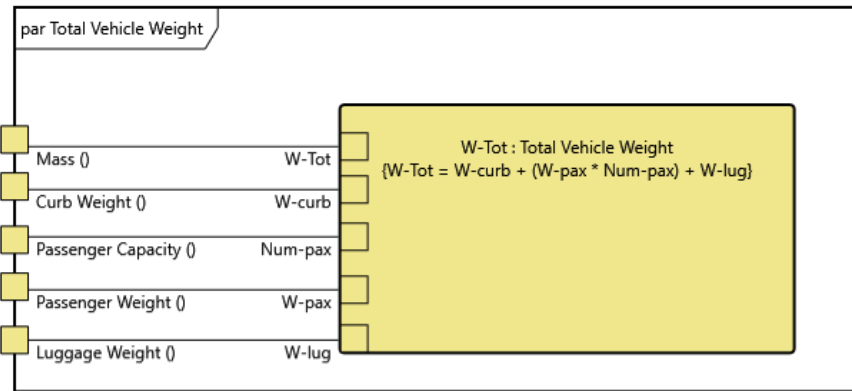 par Total Vehicle Weight
W-Tot : Total Vehicle Weight
{W-Tot = W-curb + (W-pax * Num-pax) + W-lug}
Mass () W-Tot
Curb Weight () W-curb
Passenger Capacity () Num-pax
Passenger Weight () W-pax
Luggage Weight () W-lug